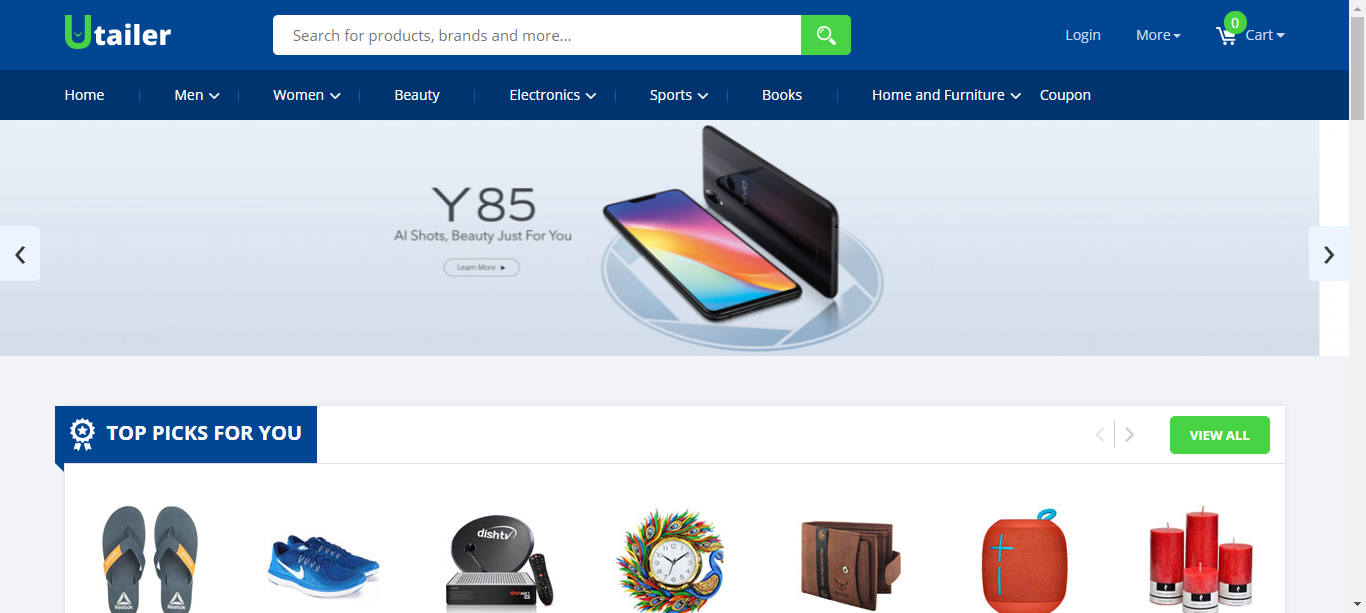 Utailer
Search for products, brands and more...
Login
More
0
Cart
Home
Men
Women
Beauty
Electronics
Sports
Books
Home and Furniture
Coupon
Y85
AI Shots, Beauty Just For You
Learn More
TOP PICKS FOR YOU
VIEW ALL
dishtv
Reebok
Reebok